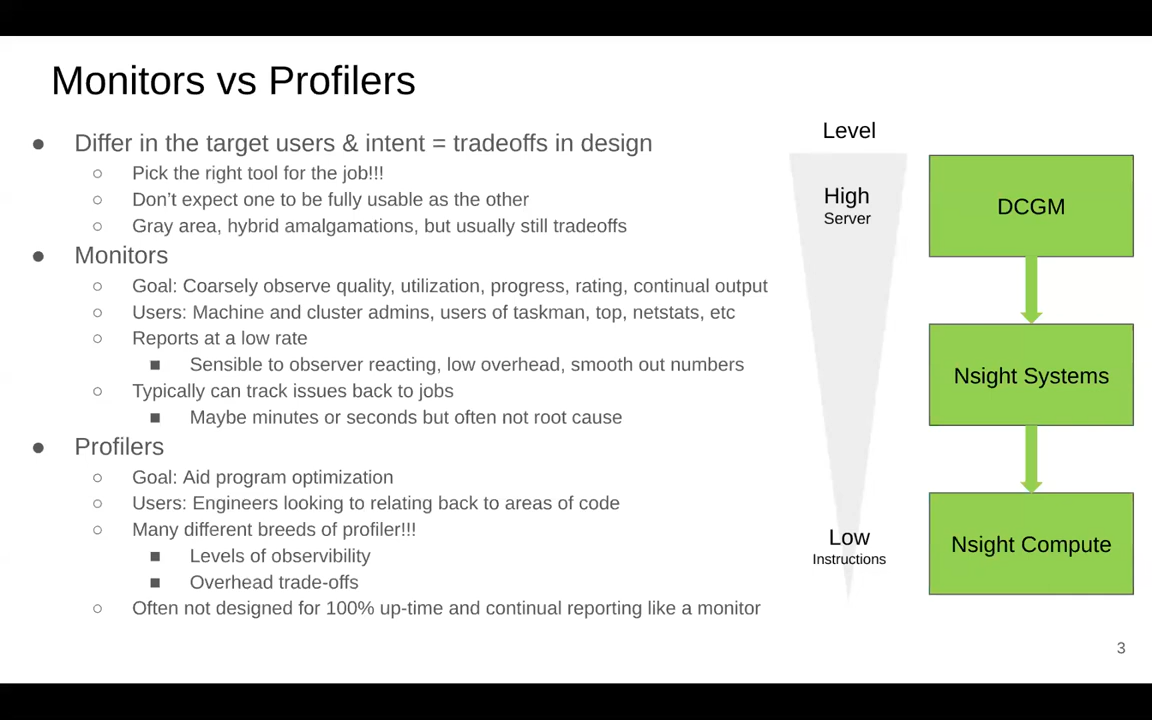 Monitors vs Profilers
● Differ in the target users & intent = tradeoffs in design
○ Pick the right tool for the job!!!
○ Don’t expect one to be fully usable as the other
○ Gray area, hybrid amalgamations, but usually still tradeoffs
● Monitors
○ Goal: Coarsely observe quality, utilization, progress, rating, continual output
○ Users: Machine and cluster admins, users of taskman, top, netstats, etc
○ Reports at a low rate
■ Sensible to observer reacting, low overhead, smooth out numbers
○ Typically can track issues back to jobs
■ Maybe minutes or seconds but often not root cause
● Profilers
○ Goal: Aid program optimization
○ Users: Engineers looking to relating back to areas of code
○ Many different breeds of profiler!!!
■ Levels of observibility
■ Overhead trade-offs
○ Often not designed for 100% up-time and continual reporting like a monitor
Level
High
Server
Low
Instructions
DCGM
Nsight Systems
Nsight Compute
3